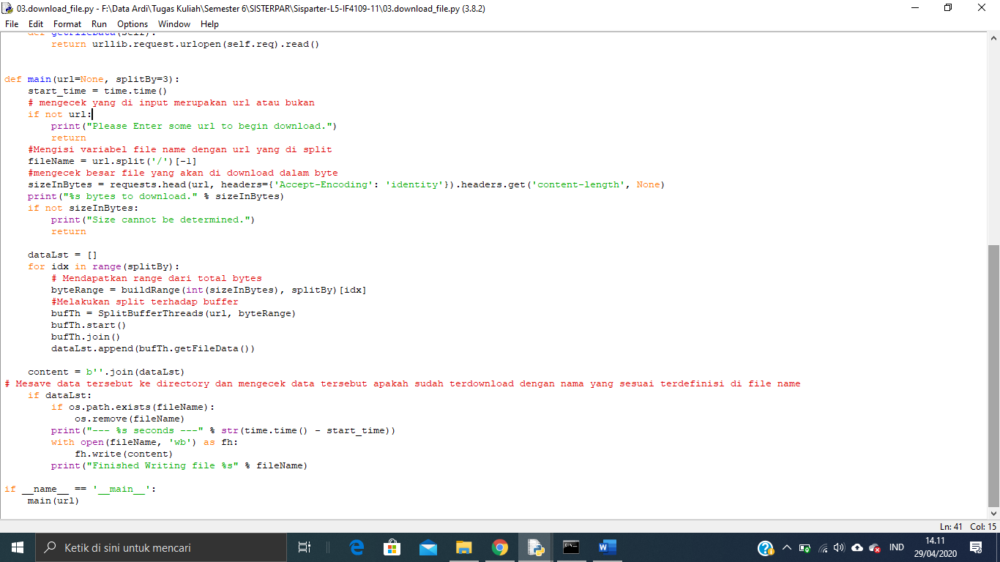 03.download_file.py - F:\Data Ardi\Tugas Kuliah\Semester 6\SISTERPAR\Sisparter-L5-IF4109-11\03.download_file.py (3.8.2)
File Edit Format Run Options Window Help
    def getFileData(self):
        return urllib.request.urlopen(self.req).read()
def main(url=None, splitBy=3):
    start_time = time.time()
    # mengecek yang di input merupakan url atau bukan
    if not url:
        print("Please Enter some url to begin download.")
        return
    #Mengisi variabel file name dengan url yang di split
    fileName = url.split('/')[-1]
    #mengecek besar file yang akan di download dalam byte
    sizeInBytes = requests.head(url, headers={'Accept-Encoding': 'identity'}).headers.get('content-length', None)
    print("%s bytes to download." % sizeInBytes)
    if not sizeInBytes:
        print("Size cannot be determined.")
        return
    dataLst = []
    for idx in range(splitBy):
        # Mendapatkan range dari total bytes
        byteRange = buildRange(int(sizeInBytes), splitBy)[idx]
        #Melakukan split terhadap buffer
        bufTh = SplitBufferThreads(url, byteRange)
        bufTh.start()
        bufTh.join()
        dataLst.append(bufTh.getFileData())
    content = b''.join(dataLst)
# Mesave data tersebut ke directory dan mengecek data tersebut apakah sudah terdownload dengan nama yang sesuai terdefinisi di file name
    if dataLst:
        if os.path.exists(fileName):
            os.remove(fileName)
        print("--- %s seconds ---" % str(time.time() - start_time))
        with open(fileName, 'wb') as fh:
            fh.write(content)
        print("Finished Writing file %s" % fileName)
if __name__ == '__main__':
    main(url)
Ln: 41 Col: 15
Ketik di sini untuk mencari
IND
14.11
29/04/2020